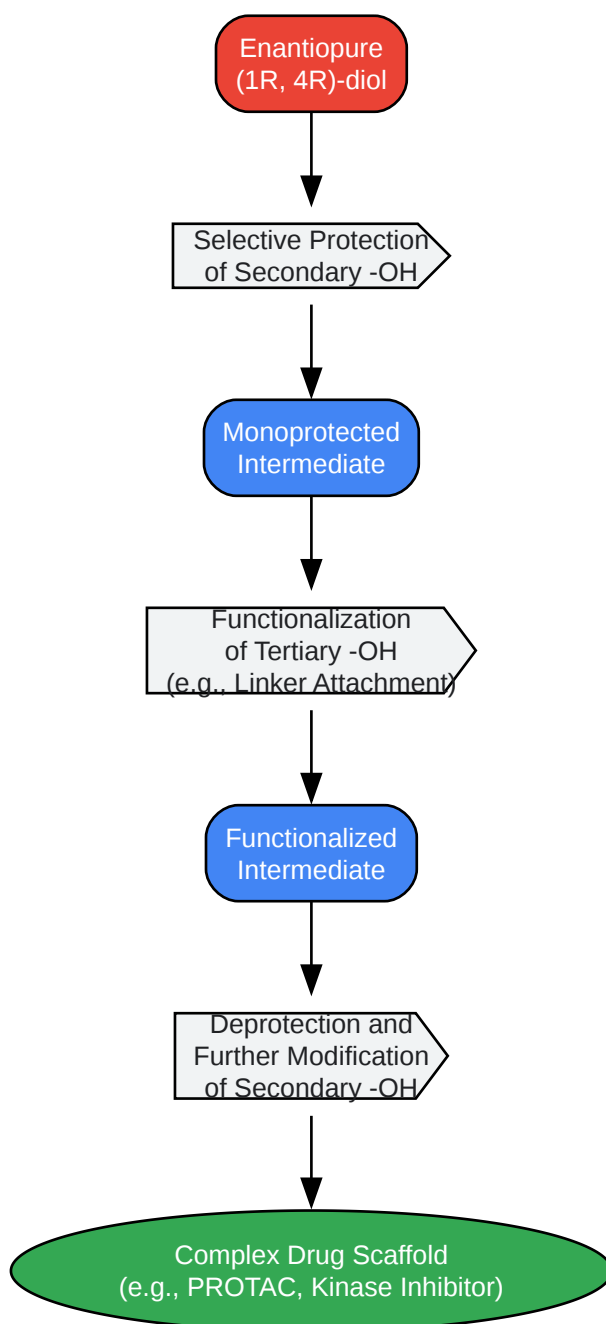 Enantiopure
(1R, 4R)-diol
Selective Protection
of Secondary -OH
Monoprotected
Intermediate
Functionalization
of Tertiary -OH
(e.g., Linker Attachment)
Functionalized
Intermediate
Deprotection and
Further Modification
of Secondary -OH
Complex Drug Scaffold
(e.g., PROTAC, Kinase Inhibitor)